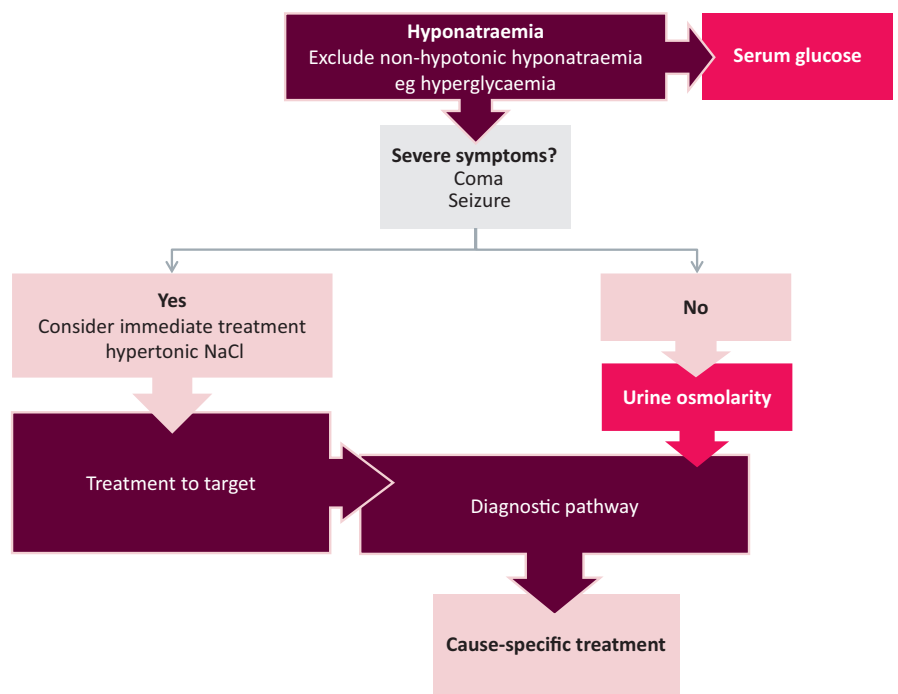 Hyponatraemia
Exclude non-hypotonic hyponatraemia
eg hyperglycaemia
Serum glucose
Severe symptoms?
Coma
Seizure
Yes
Consider immediate treatment
hypertonic NaCl
No
Urine osmolarity
Treatment to target
Diagnostic pathway
Cause-specific treatment